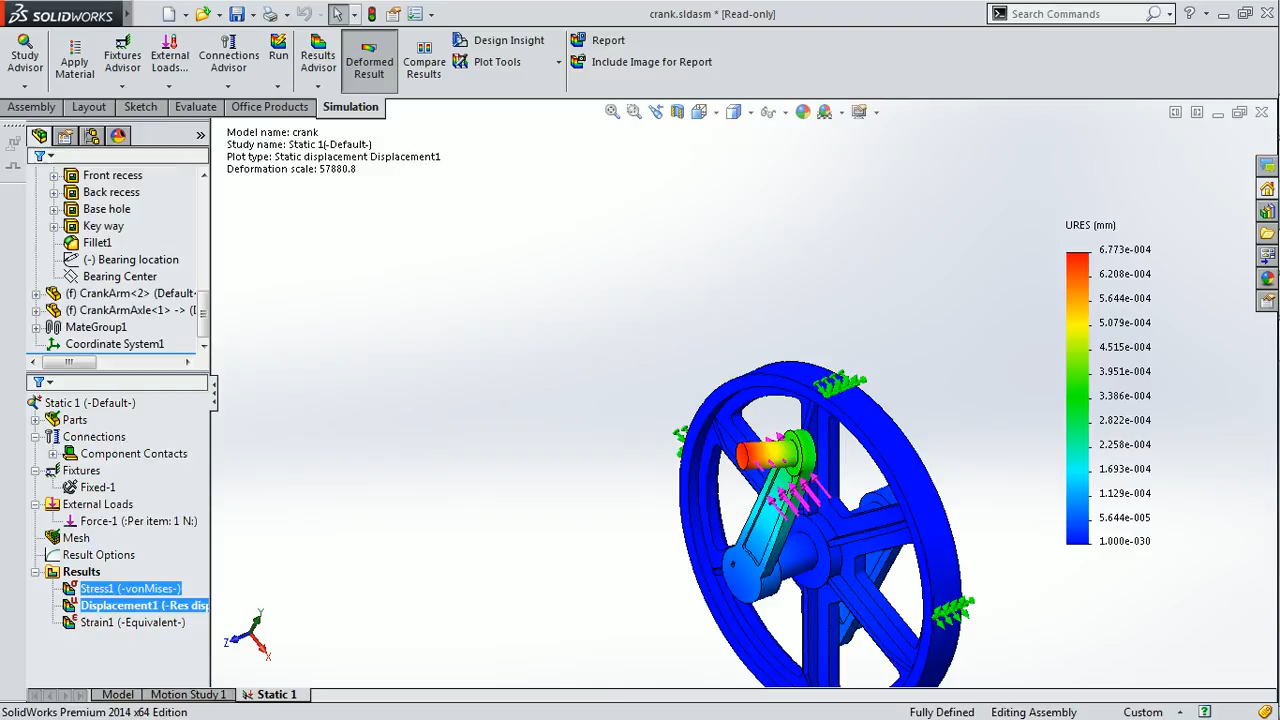 SOLIDWORKS
crank.sldasm * [Read-only]
Search Commands
Study Advisor
Apply Material
Fixtures Advisor
External Loads...
Connections Advisor
Run
Results Advisor
Deformed Result
Compare Results
Design Insight
Plot Tools
Report
Include Image for Report
Assembly
Layout
Sketch
Evaluate
Office Products
Simulation
Model name: crank
Study name: Static 1(-Default-)
Plot type: Static displacement Displacement1
Deformation scale: 57880.8
Front recess
Back recess
Base hole
Key way
Fillet1
(-) Bearing location
Bearing Center
(f) CrankArm<2> (Default-
(f) CrankArmAxle<1> -> (I
MateGroup1
Coordinate System1
Static 1 (-Default-)
Parts
Connections
Component Contacts
Fixtures
Fixed-1
External Loads
Force-1 (:Per item: 1 N:)
Mesh
Result Options
Results
Stress1 (-vonMises-)
Displacement1 (-Res disp
Strain1 (-Equivalent-)
URES (mm)
6.773e-004
6.208e-004
5.644e-004
5.079e-004
4.515e-004
3.951e-004
3.386e-004
2.822e-004
2.258e-004
1.693e-004
1.129e-004
5.644e-005
1.000e-030
Y
Z
X
Model
Motion Study 1
Static 1
SolidWorks Premium 2014 x64 Edition
Fully Defined
Editing Assembly
Custom